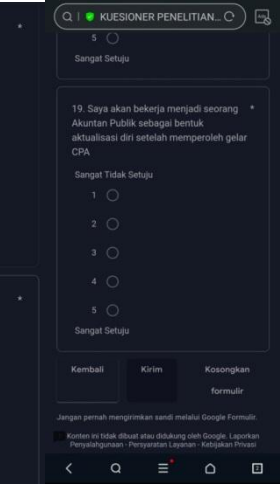 KUESIONER PENELITIAN...
5
Sangat Setuju
*
19. Saya akan bekerja menjadi seorang *
Akuntan Publik sebagai bentuk
aktualisasi diri setelah memperoleh gelar
CPA
Sangat Tidak Setuju
1
2
3
4
5
Sangat Setuju
*
Kembali Kirim Kosongkan
formulir
Jangan pernah mengirimkan sandi melalui Google Formulir.
Konten ini tidak dibuat atau didukung oleh Google. Laporkan
Penyalahgunaan - Persyaratan Layanan - Kebijakan Privasi